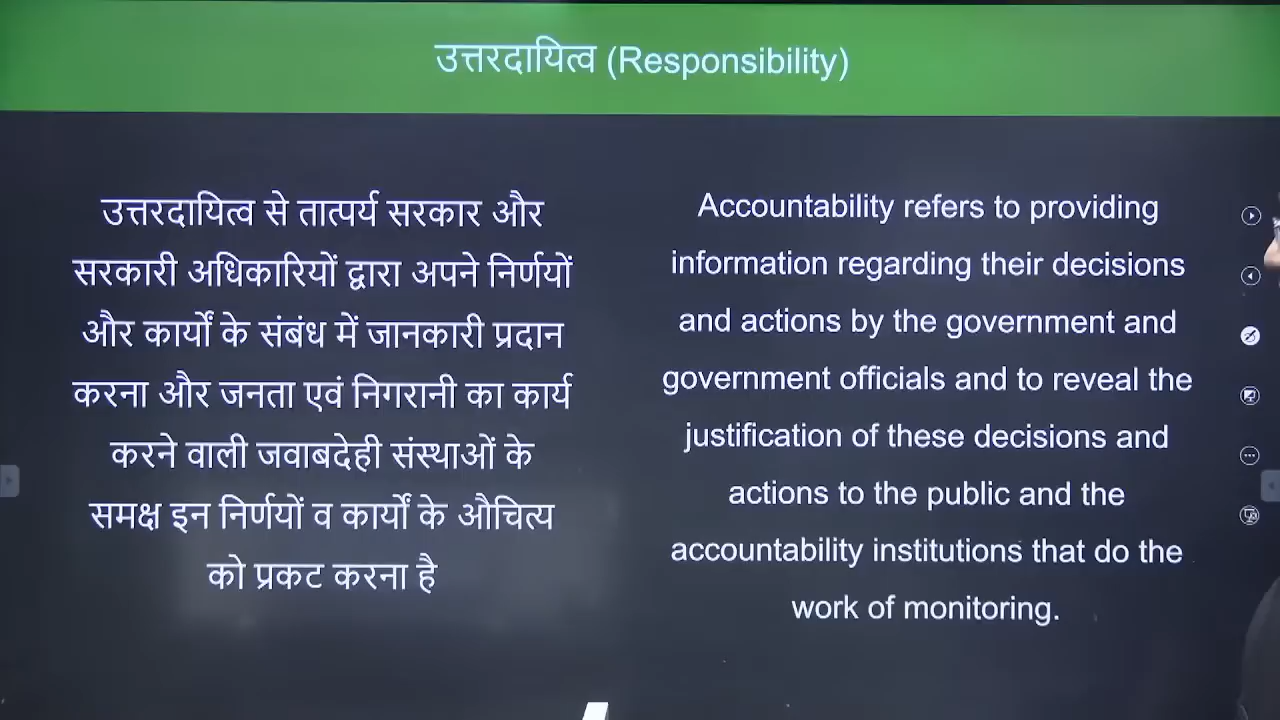 उत्तरदायित्व (Responsibility)
उत्तरदायित्व से तात्पर्य सरकार और
सरकारी अधिकारियों द्वारा अपने निर्णयों
और कार्यों के संबंध में जानकारी प्रदान
करना और जनता एवं निगरानी का कार्य
करने वाली जवाबदेही संस्थाओं के
समक्ष इन निर्णयों व कार्यों के औचित्य
को प्रकट करना है
Accountability refers to providing
information regarding their decisions
and actions by the government and
government officials and to reveal the
justification of these decisions and
actions to the public and the
accountability institutions that do the
work of monitoring.